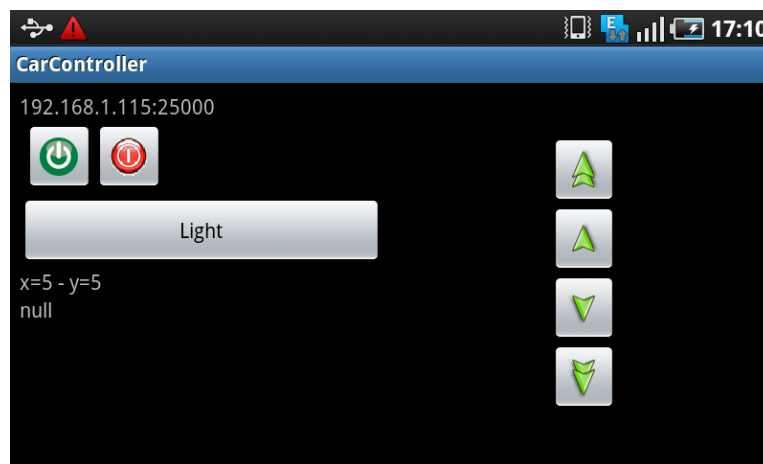 E 17:10
CarController
192.168.1.115:25000
Light
x=5 - y=5
null